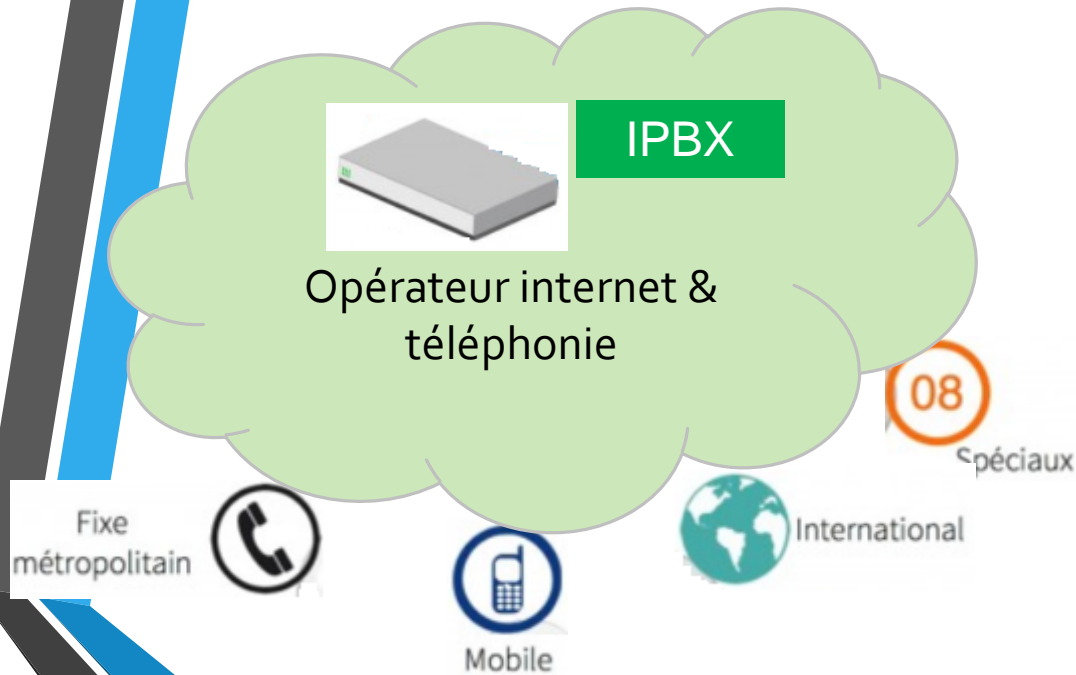 IPBX
Opérateur internet &
téléphonie
08
Spéciaux
Fixe
métropolitain
International
Mobile